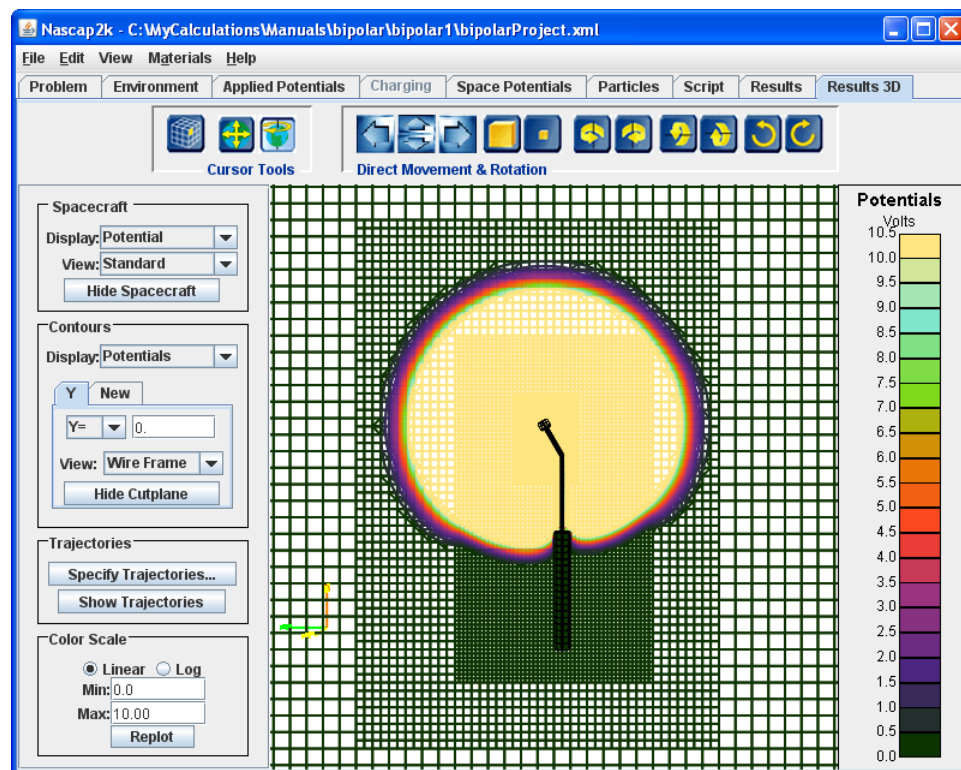 Nascap2k - C:\MyCalculations\Manuals\bipolar\bipolar1\bipolarProject.xml
File Edit View Materials Help
Problem Environment Applied Potentials Charging Space Potentials Particles Script Results Results 3D
Cursor Tools
Direct Movement & Rotation
Spacecraft
Display: Potential
View: Standard
Hide Spacecraft
Contours
Display: Potentials
Y New
Y= 0.
View: Wire Frame
Hide Cutplane
Trajectories
Specify Trajectories...
Show Trajectories
Color Scale
Linear Log
Min: 0.0
Max: 10.00
Replot
Potentials
Volts
10.5
10.0
9.5
9.0
8.5
8.0
7.5
7.0
6.5
6.0
5.5
5.0
4.5
4.0
3.5
3.0
2.5
2.0
1.5
1.0
0.5
0.0